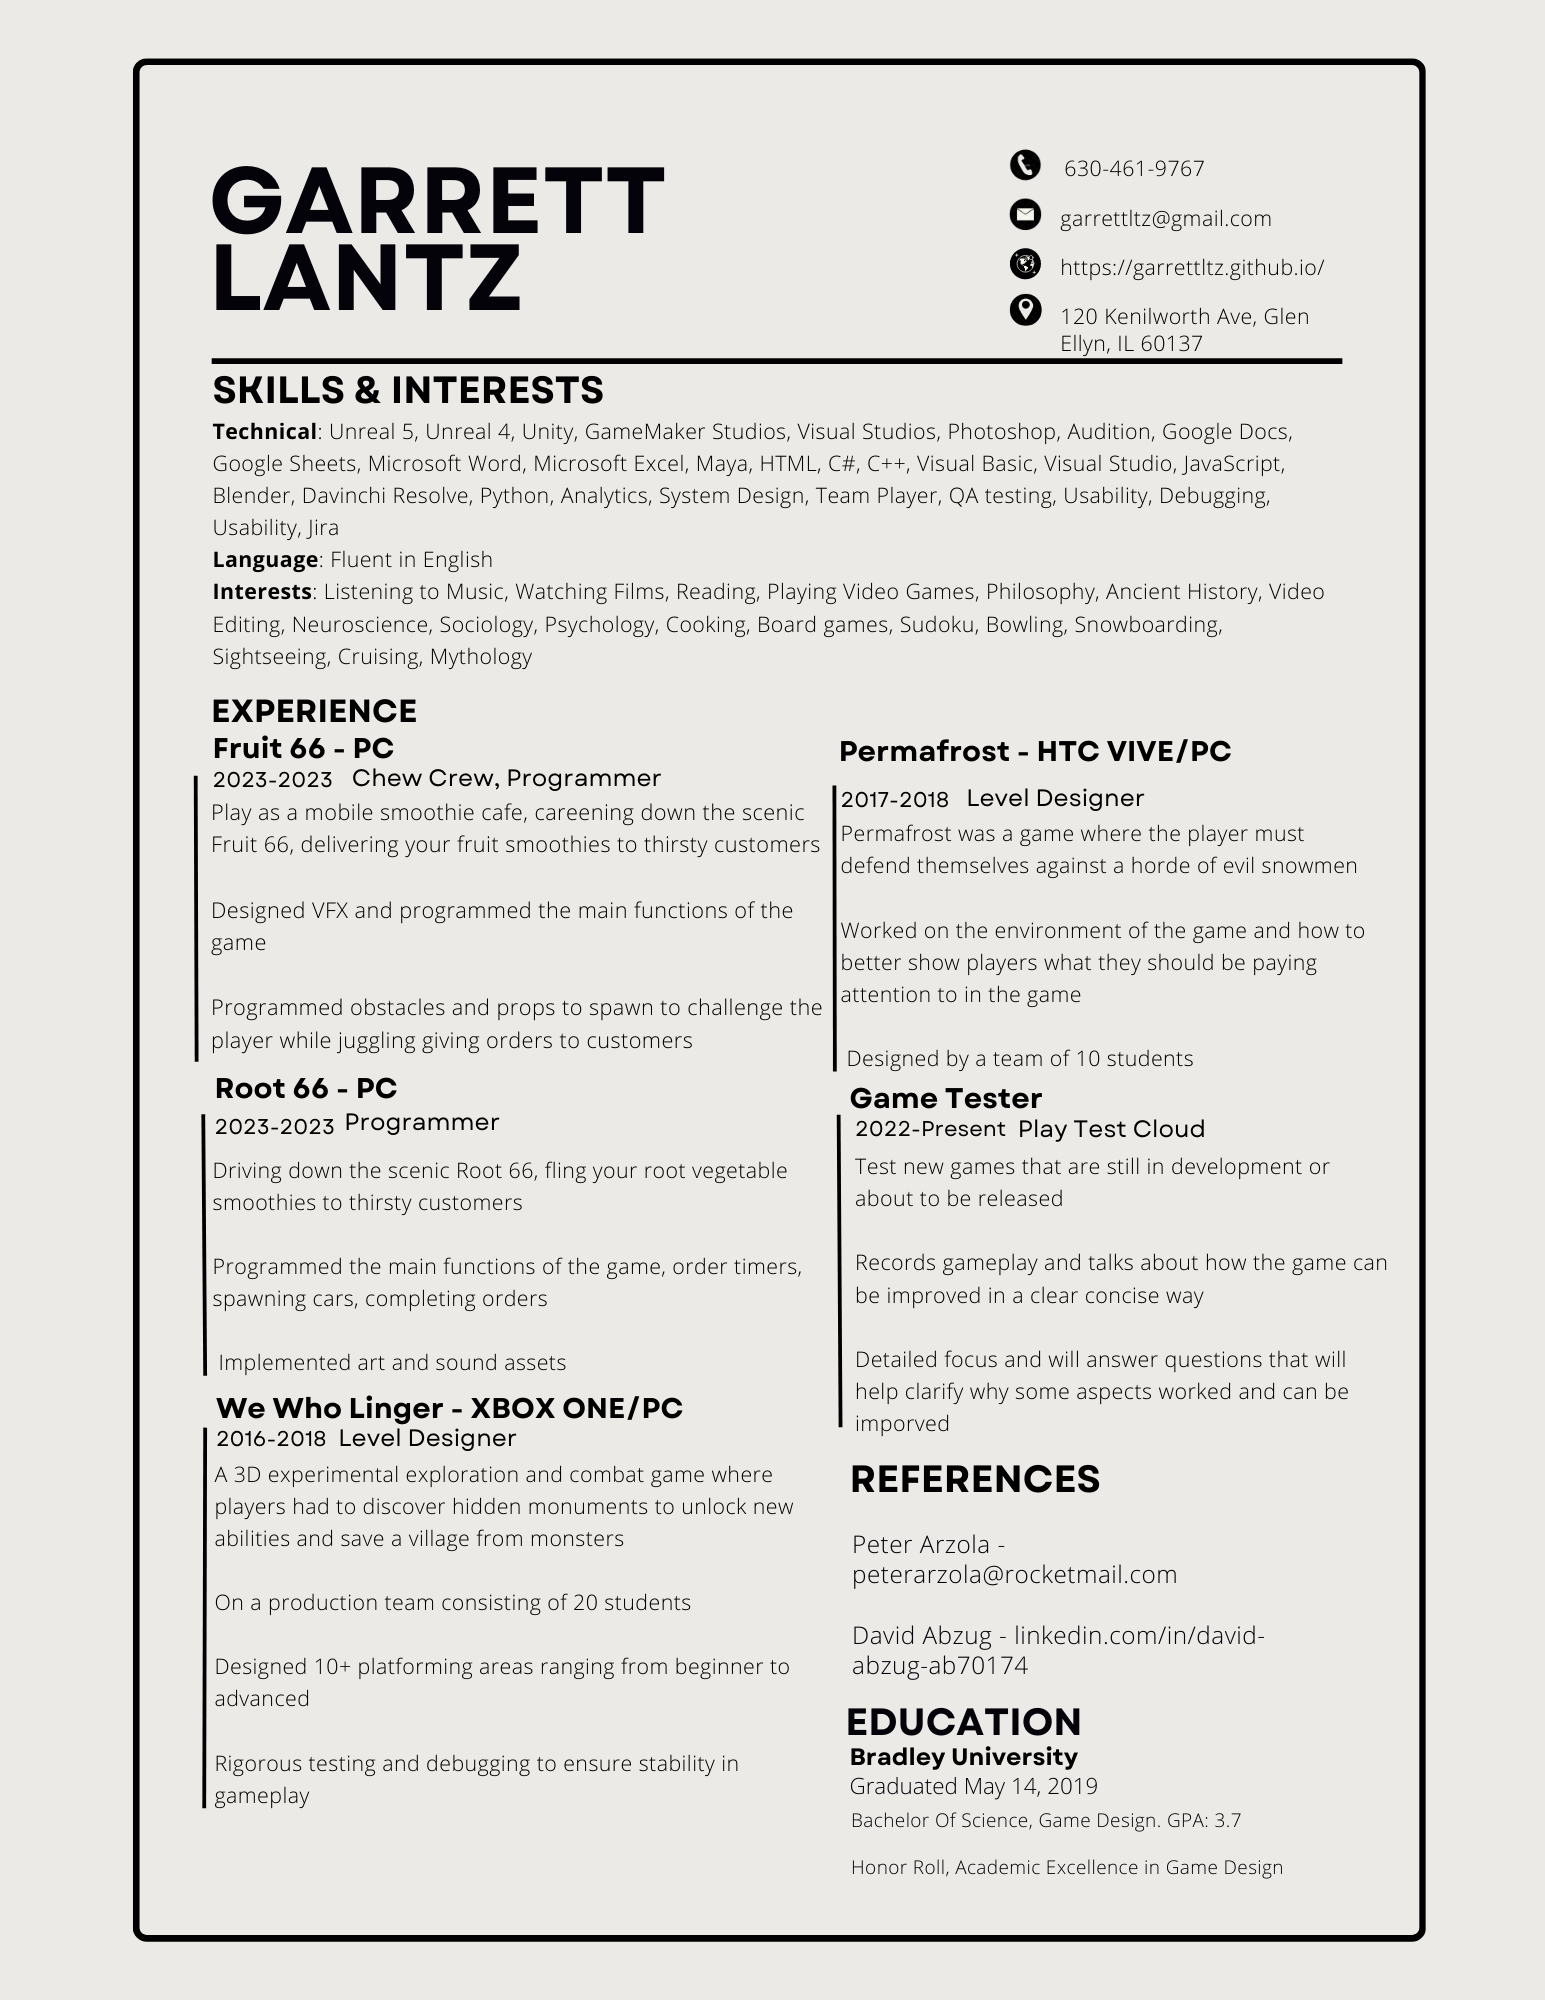 GARRETT
LANTZ
630-461-9767
garrettltz@gmail.com
https://garrettltz.github.io/
120 Kenilworth Ave, Glen
Ellyn, IL 60137
SKILLS & INTERESTS
Technical: Unreal 5, Unreal 4, Unity, GameMaker Studios, Visual Studios, Photoshop, Audition, Google Docs,
Google Sheets, Microsoft Word, Microsoft Excel, Maya, HTML, C#, C++, Visual Basic, Visual Studio, JavaScript,
Blender, Davinchi Resolve, Python, Analytics, System Design, Team Player, QA testing, Usability, Debugging,
Usability, Jira
Language: Fluent in English
Interests: Listening to Music, Watching Films, Reading, Playing Video Games, Philosophy, Ancient History, Video
Editing, Neuroscience, Sociology, Psychology, Cooking, Board games, Sudoku, Bowling, Snowboarding,
Sightseeing, Cruising, Mythology
EXPERIENCE
Fruit 66 - PC
2023-2023 Chew Crew, Programmer
Play as a mobile smoothie cafe, careening down the scenic
Fruit 66, delivering your fruit smoothies to thirsty customers
Designed VFX and programmed the main functions of the
game
Programmed obstacles and props to spawn to challenge the
player while juggling giving orders to customers
Root 66 - PC
2023-2023 Programmer
Driving down the scenic Root 66, fling your root vegetable
smoothies to thirsty customers
Programmed the main functions of the game, order timers,
spawning cars, completing orders
Implemented art and sound assets
We Who Linger - XBOX ONE/PC
2016-2018 Level Designer
A 3D experimental exploration and combat game where
players had to discover hidden monuments to unlock new
abilities and save a village from monsters
On a production team consisting of 20 students
Designed 10+ platforming areas ranging from beginner to
advanced
Rigorous testing and debugging to ensure stability in
gameplay
Permafrost - HTC VIVE/PC
2017-2018 Level Designer
Permafrost was a game where the player must
defend themselves against a horde of evil snowmen
Worked on the environment of the game and how to
better show players what they should be paying
attention to in the game
Designed by a team of 10 students
Game Tester
2022-Present Play Test Cloud
Test new games that are still in development or
about to be released
Records gameplay and talks about how the game can
be improved in a clear concise way
Detailed focus and will answer questions that will
help clarify why some aspects worked and can be
imporved
REFERENCES
Peter Arzola -
peterarzola@rocketmail.com
David Abzug - linkedin.com/in/david-
abzug-ab70174
EDUCATION
Bradley University
Graduated May 14, 2019
Bachelor Of Science, Game Design. GPA: 3.7
Honor Roll, Academic Excellence in Game Design